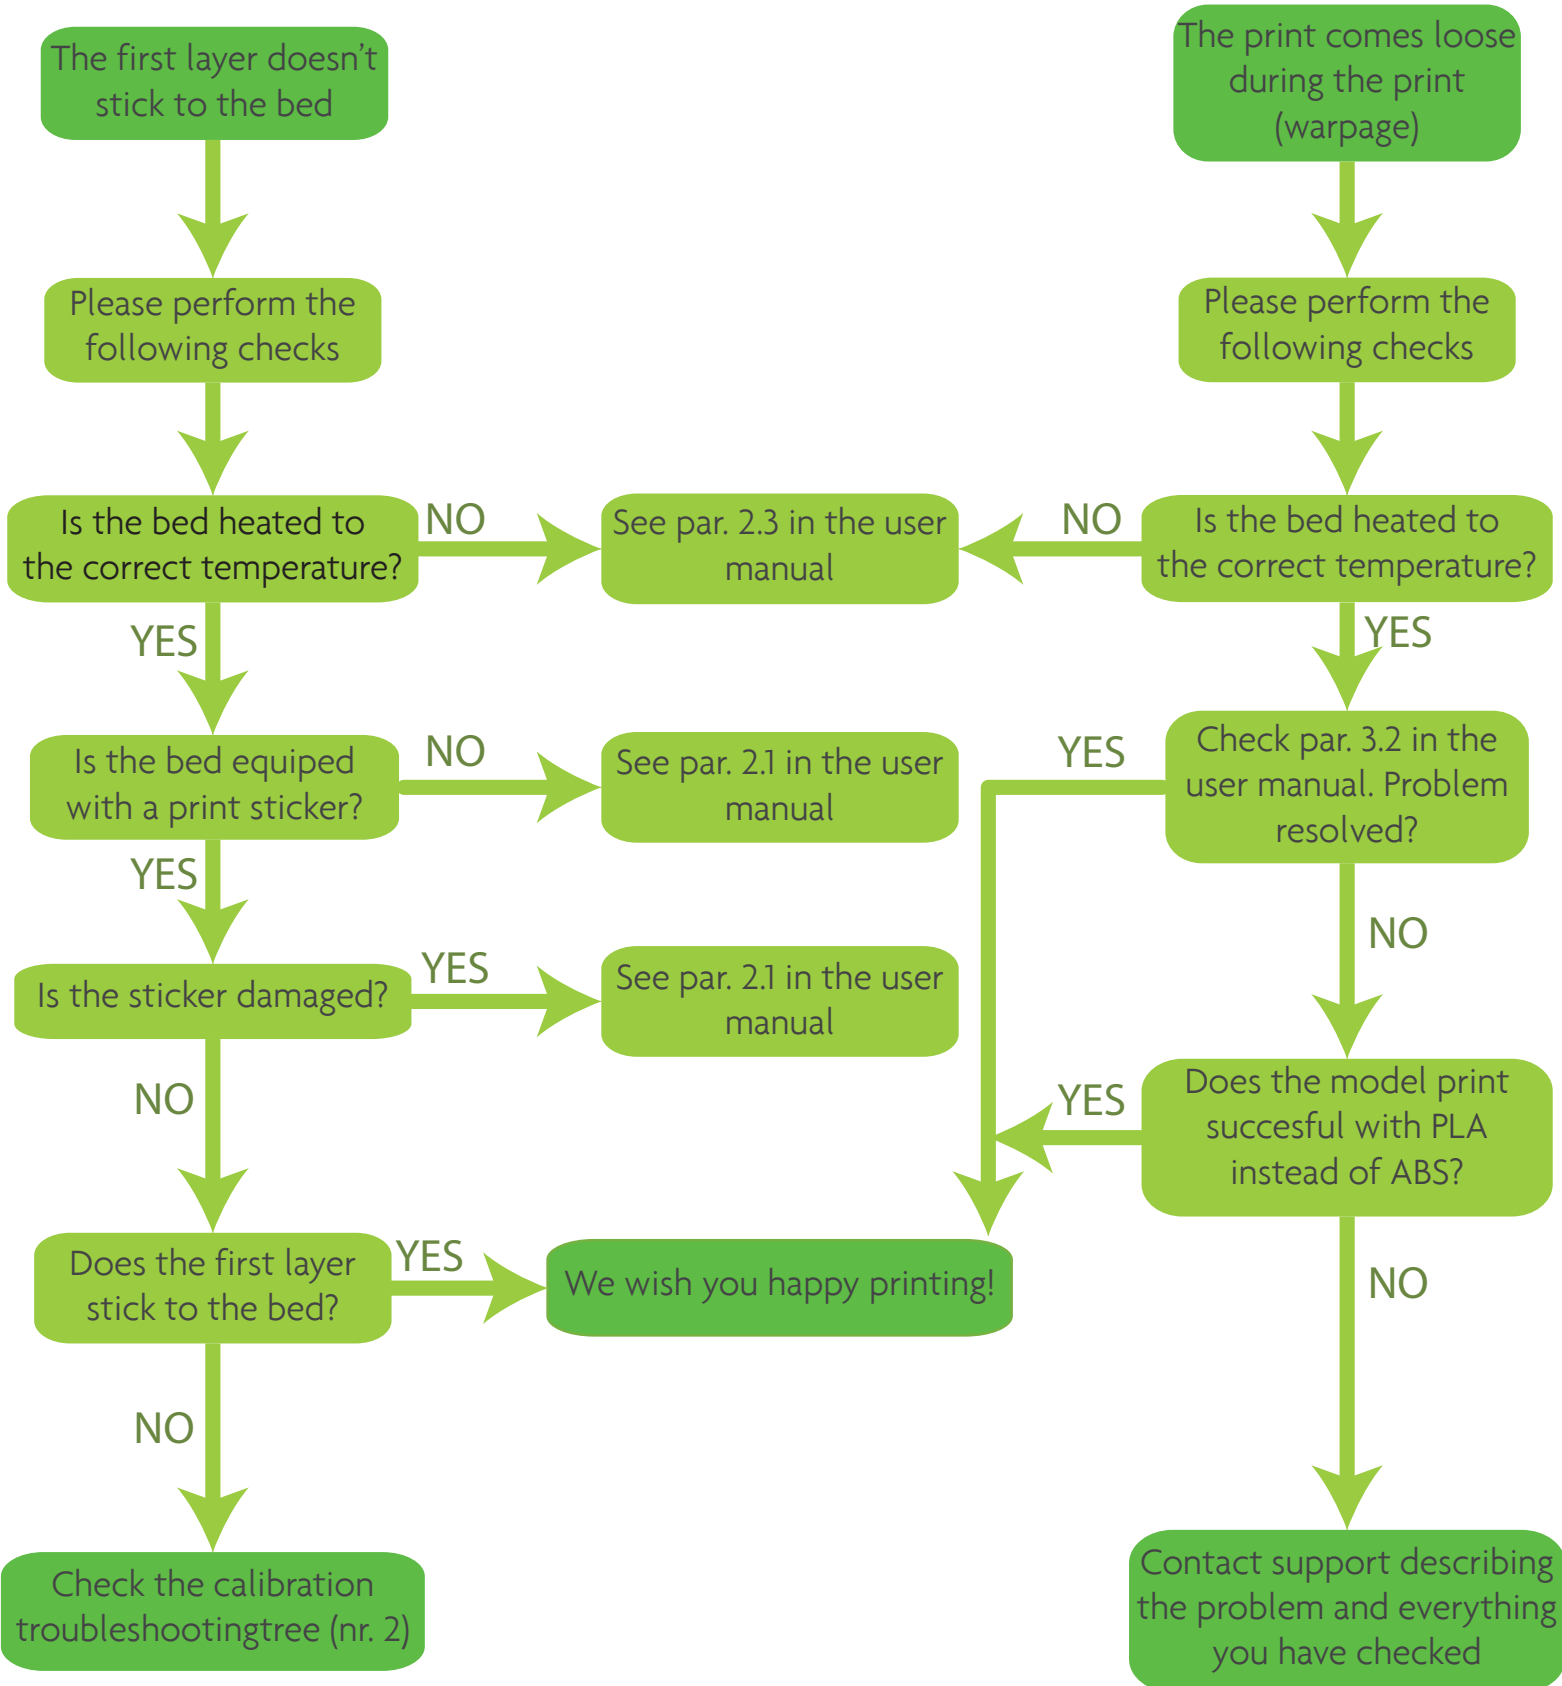 The first layer doesn't
stick to the bed
Please perform the
following checks
Is the bed heated to
the correct temperature?
NO
YES
Is the bed equiped
with a print sticker?
NO
YES
Is the sticker damaged?
YES
NO
Does the first layer
stick to the bed?
YES
NO
Check the calibration
troubleshootingtree (nr. 2)
See par. 2.3 in the user
manual
See par. 2.1 in the user
manual
See par. 2.1 in the user
manual
We wish you happy printing!
The print comes loose
during the print
(warpage)
Please perform the
following checks
NO
Is the bed heated to
the correct temperature?
YES
YES
Check par. 3.2 in the
user manual. Problem
resolved?
NO
YES
Does the model print
succesful with PLA
instead of ABS?
NO
Contact support describing
the problem and everything
you have checked